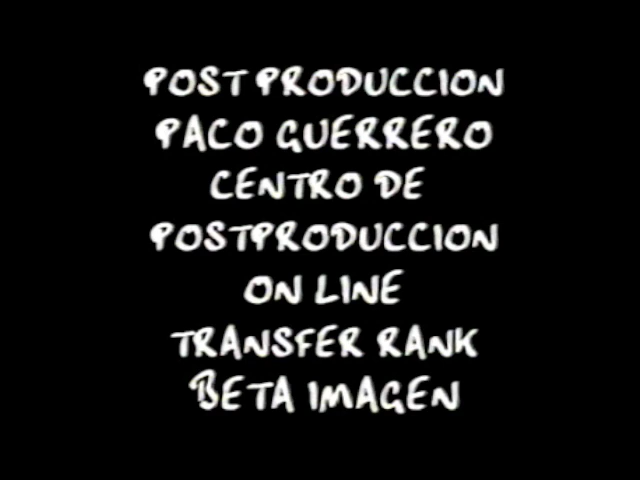 POST PRODUCCION
PACO GUERRERO
CENTRO DE
POSTPRODUCCION
ON LINE
TRANSFER RANK
BETA IMAGEN